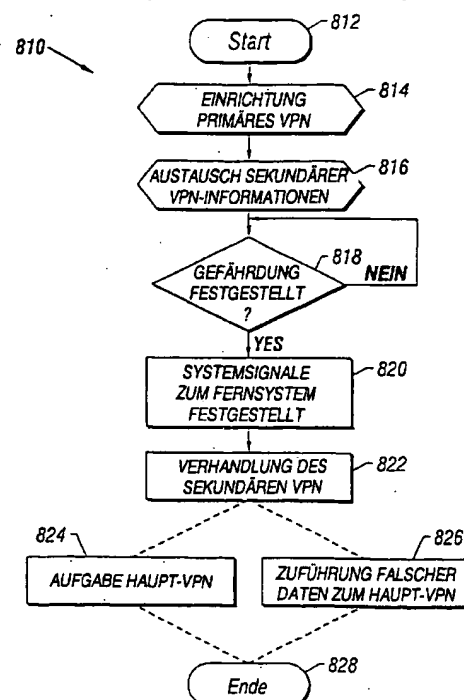 812
Start
810
814
EINRICHTUNG
PRIMÄRES VPN
816
AUSTAUSCH SEKUNDÄRER
VPN-INFORMATIONEN
818
GEFÄHRDUNG
FESTGESTELLT
?
NEIN
YES
820
SYSTEMSIGNALE
ZUM FERNSYSTEM
FESTGESTELLT
822
VERHANDLUNG DES
SEKUNDÄREN VPN
824
AUFGABE HAUPT-VPN
826
ZUFÜHRUNG FALSCHER
DATEN ZUM HAUPT-VPN
828
Ende